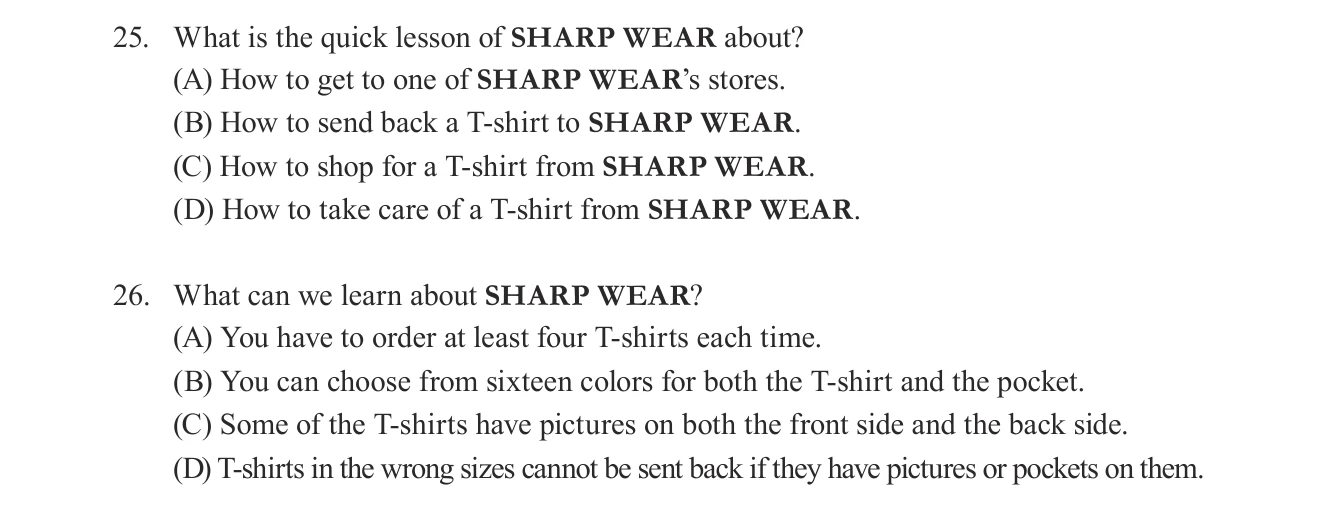 25. What is the quick lesson of SHARP WEAR about?
(A) How to get to one of SHARP WEAR’s stores.
(B) How to send back a T-shirt to SHARP WEAR.
(C) How to shop for a T-shirt from SHARP WEAR.
(D) How to take care of a T-shirt from SHARP WEAR.
26. What can we learn about SHARP WEAR?
(A) You have to order at least four T-shirts each time.
(B) You can choose from sixteen colors for both the T-shirt and the pocket.
(C) Some of the T-shirts have pictures on both the front side and the back side.
(D) T-shirts in the wrong sizes cannot be sent back if they have pictures or pockets on them.